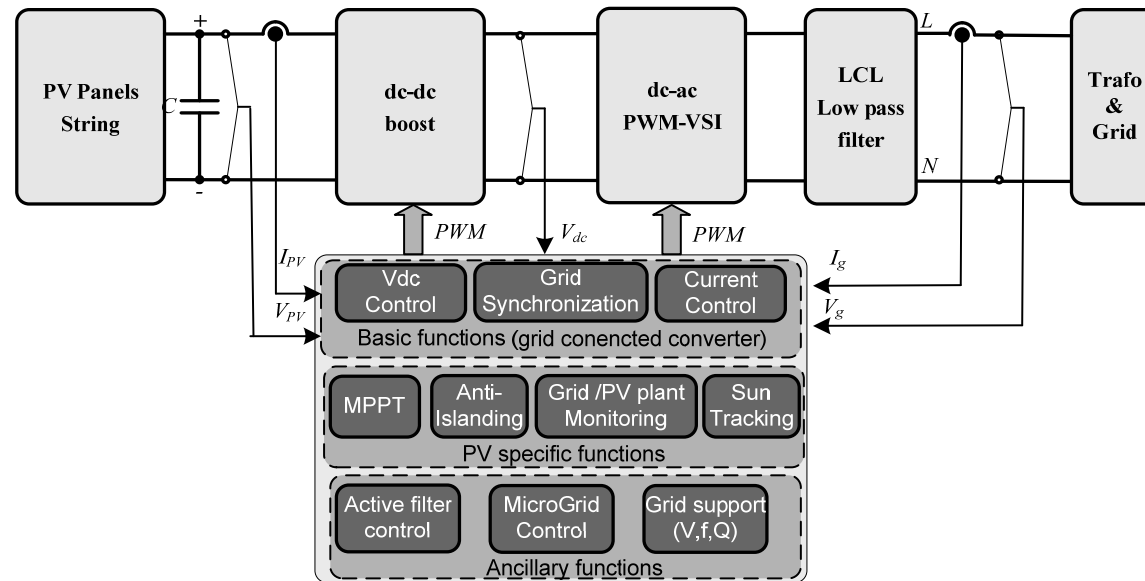 +
L
PV Panels
String
C
dc-dc
boost
dc-ac
PWM-VSI
LCL
Low pass
filter
Trafo
&
Grid
-
N
PWM
V_dc
PWM
I_PV
I_g
V_PV
V_g
Vdc
Control
Grid
Synchronization
Current
Control
Basic functions (grid conencted converter)
MPPT
Anti-
Islanding
Grid /PV plant
Monitoring
Sun
Tracking
PV specific functions
Active filter
control
MicroGrid
Control
Grid support
(V,f,Q)
Ancillary functions